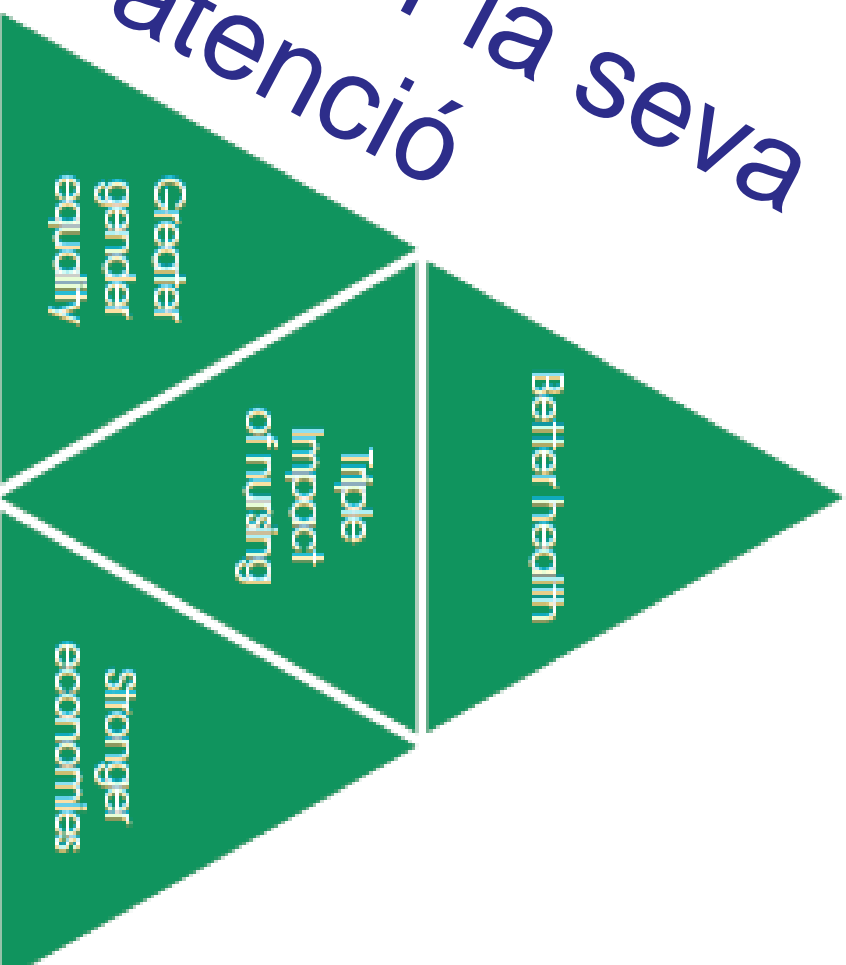 la seva
atenció
Better health
Greater
gender
equality
Triple
Impact
of nursing
Stronger
economies